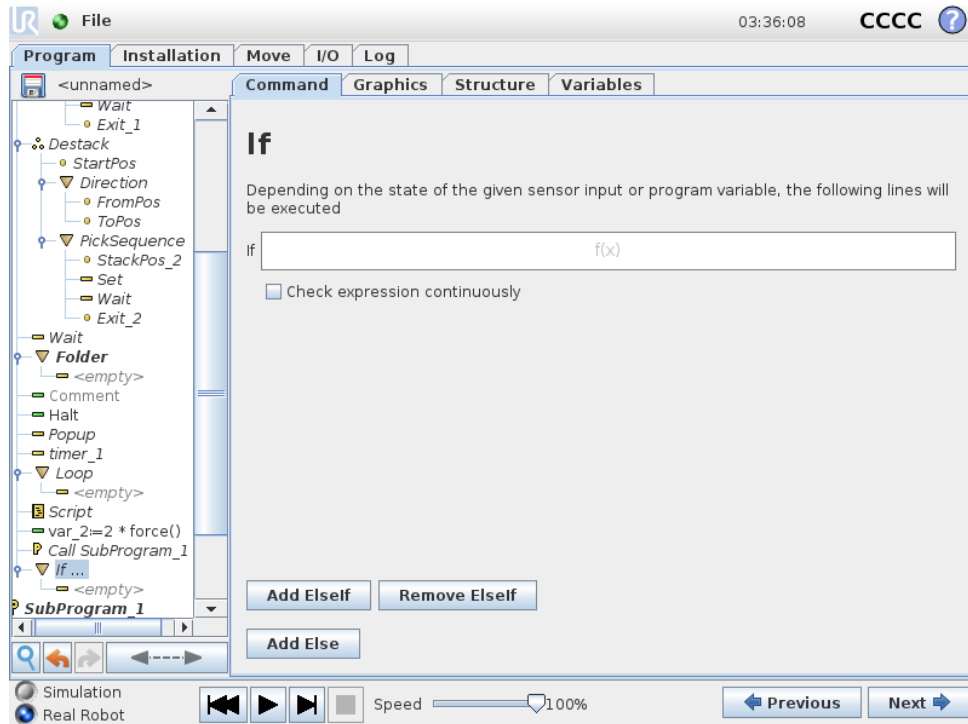 UR File 03:36:08 CCCC ?
Program Installation Move I/O Log
<unnamed>
Command Graphics Structure Variables
Wait
Exit_1
Destack
StartPos
Direction
FromPos
ToPos
PickSequence
StackPos_2
Set
Wait
Exit_2
Wait
Folder
<empty>
Comment
Halt
Popup
timer_1
Loop
<empty>
Script
var_2:=2 * force()
P Call SubProgram_1
If ...
<empty>
P SubProgram_1
If
Depending on the state of the given sensor input or program variable, the following lines will
be executed
If f(x)
Check expression continuously
Add ElseIf Remove ElseIf
Add Else
Simulation
Real Robot
Speed 100%
Previous Next